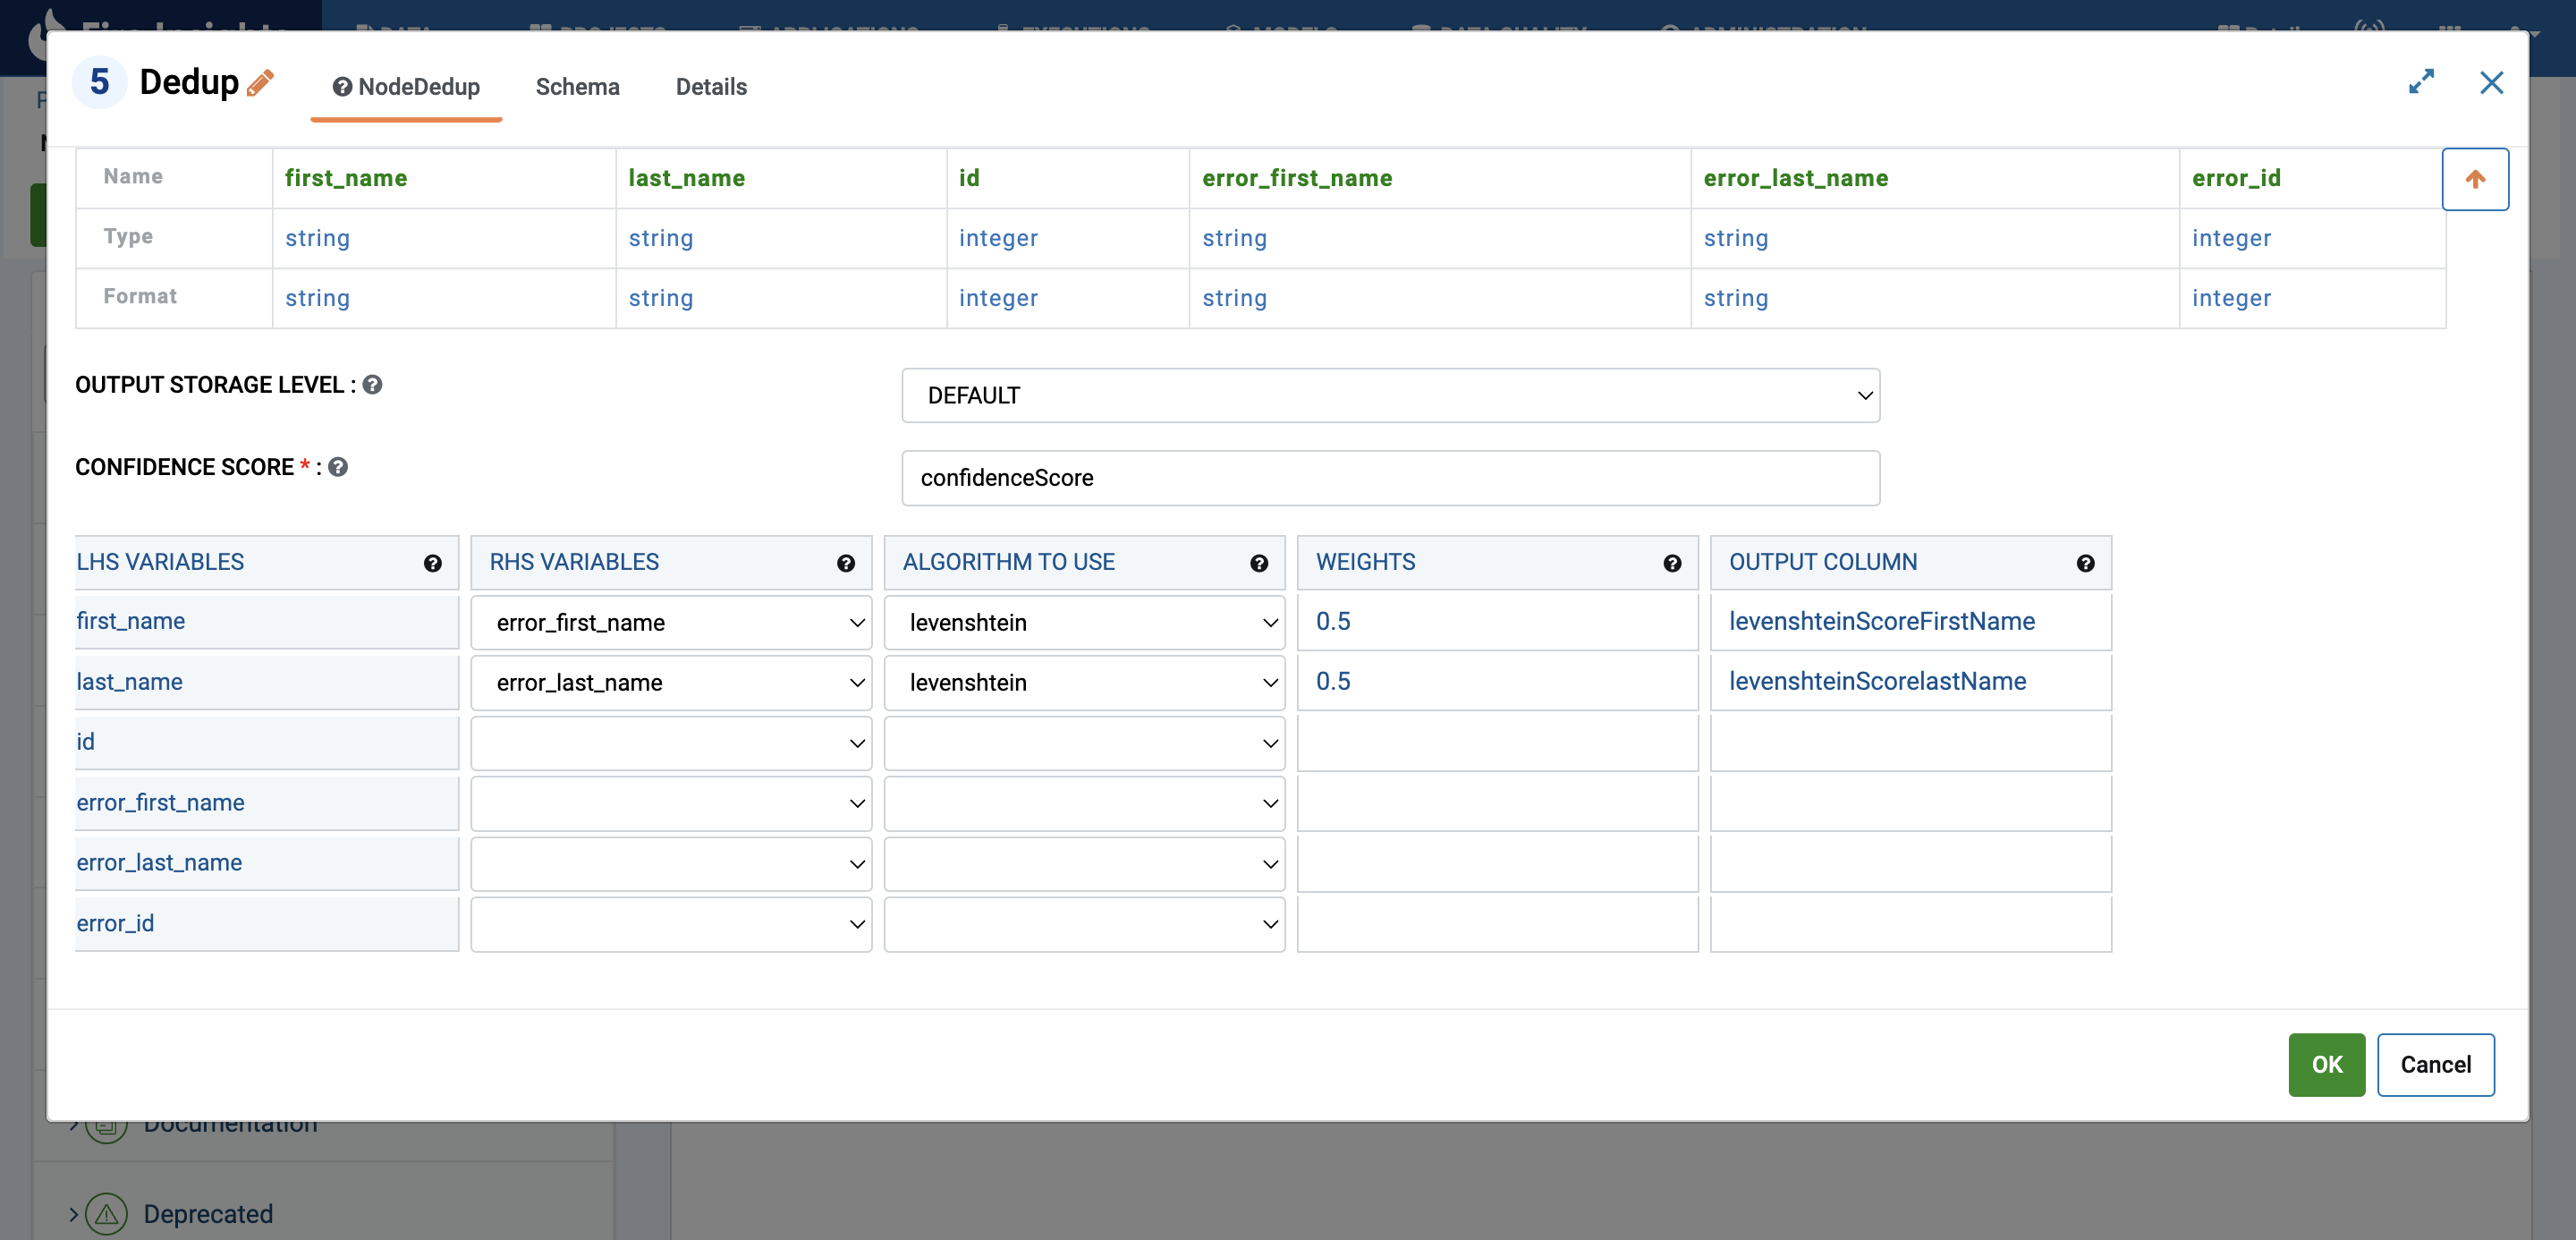 5 Dedup NodeDedup Schema Details
Name first_name last_name id error_first_name error_last_name error_id
Type string string integer string string integer
Format string string integer string string integer
OUTPUT STORAGE LEVEL : DEFAULT
CONFIDENCE SCORE * : confidenceScore
LHS VARIABLES RHS VARIABLES ALGORITHM TO USE WEIGHTS OUTPUT COLUMN
first_name error_first_name levenshtein 0.5 levenshteinScoreFirstName
last_name error_last_name levenshtein 0.5 levenshteinScorelastName
id
error_first_name
error_last_name
error_id
OK Cancel
Documentation
Deprecated